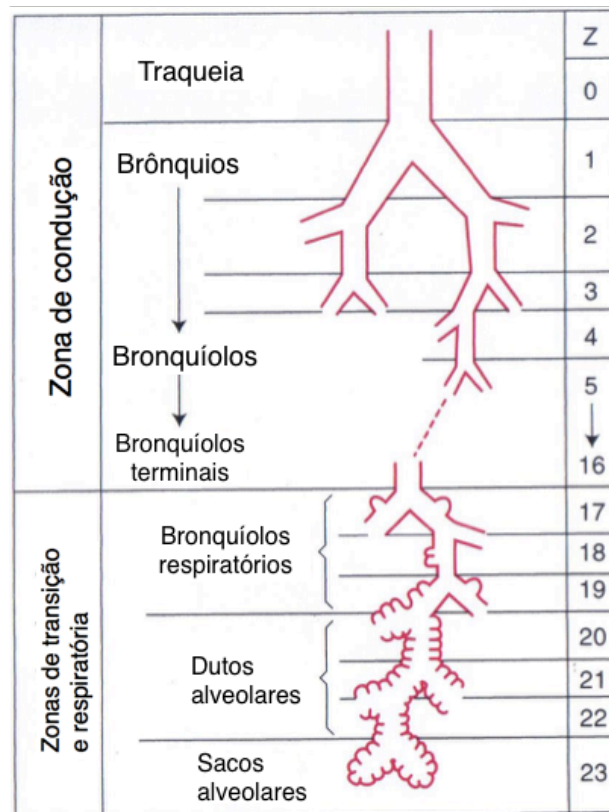 Z
Traqueia
0
Brônquios
1
2
3
Bronquíolos
4
5
Bronquíolos
terminais
16
Zona de condução
17
Bronquíolos
respiratórios
18
19
20
Dutos
alveolares
21
22
Sacos
alveolares
23
Zonas de transição
e respiratória